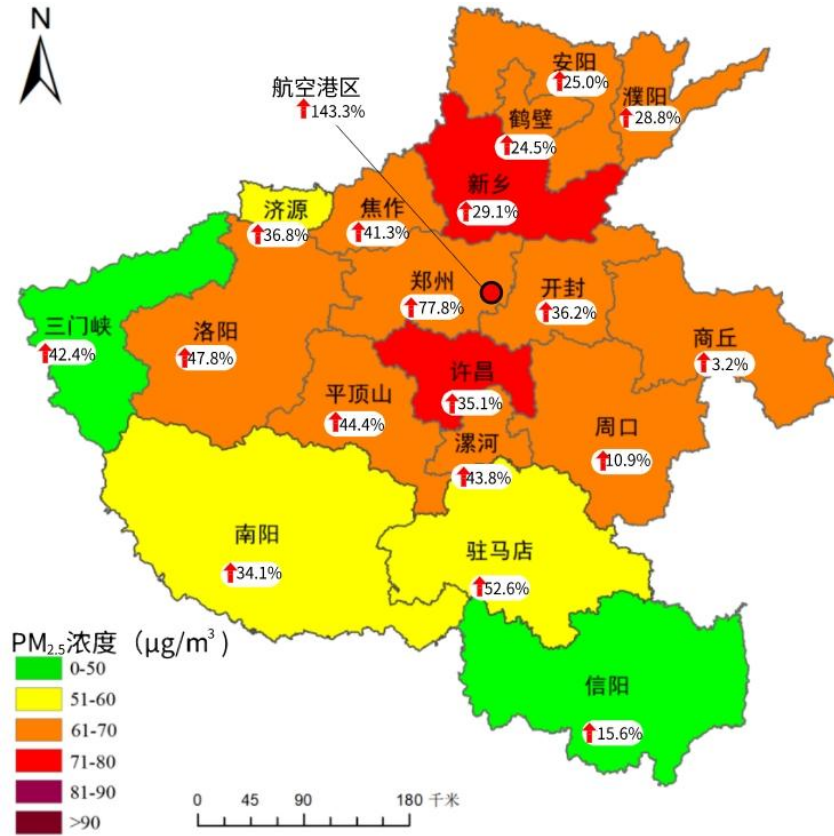 N
安阳
25.0%
濮阳
28.8%
航空港区
143.3%
鹤壁
24.5%
新乡
29.1%
济源
36.8%
焦作
41.3%
郑州
77.8%
开封
36.2%
三门峡
42.4%
洛阳
47.8%
商丘
3.2%
许昌
35.1%
平顶山
44.4%
周口
10.9%
漯河
43.8%
南阳
34.1%
驻马店
52.6%
信阳
15.6%
PM2.5浓度（μg/m³）
0-50
51-60
61-70
71-80
81-90
>90
0 45 90 180 千米